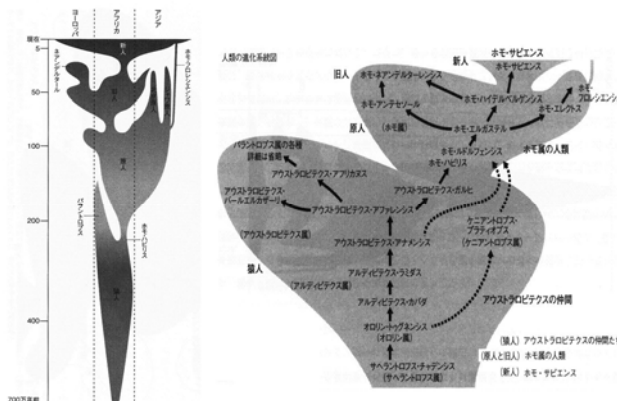 ヨーロッパ
アフリカ
アジア
現在
5
50
100
200
400
700万年前
新人
ネアンデルタール
旧人
ホモ・フロレシエンシス
原人
パラントロプス
ホモ・ハビリス
猿人
人類の進化系統図
新人
ホモ・サピエンス
旧人
ホモ・ネアンデルターレンシス
ホモ・アンテセソール
ホモ・ハイデルベルゲンシス
ホモ・エレクトス
ホモ・
フロレシエンシ
原人
(ホモ属)
ホモ・エルガステル
ホモ・ルドルフェンシス
ホモ・ハビリス
ホモ属の人類
パラントロプス属の各種
詳細は省略
アウストラロピテクス・アフリカヌス
アウストラロピテクス・ガルヒ
アウストラロピテクス・
バールエルガザーリ
アウストラロピテクス・アファレンシス
(アウストラロピテクス属)
アウストラロピテクス・アナメンシス
ケニアントロプス・
プラティオプス
(ケニアントロプス属)
猿人
アルディピテクス・ラミダス
(アルディピテクス属)
アルディピテクス・カダバ
アウストラロピテクスの仲間
オロリン・トゥゲネンシス
(オロリン属)
サヘラントロプス・チャデンシス
(サヘラントロプス属)
(猿人) アウストラロピテクスの仲間た
(原人と旧人) ホモ属の人類
(新人) ホモ・サピエンス